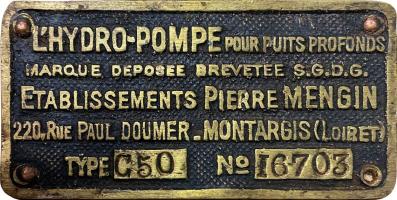 L'HYDRO-POMPE POUR PUITS PROFONDS
MARQUE DEPOSEE BREVETEE S.G.D.G.
ETABLISSEMENTS PIERRE MENGIN
220, RUE PAUL DOUMER - MONTARGIS (LOIRET)
TYPE C50 No 16703